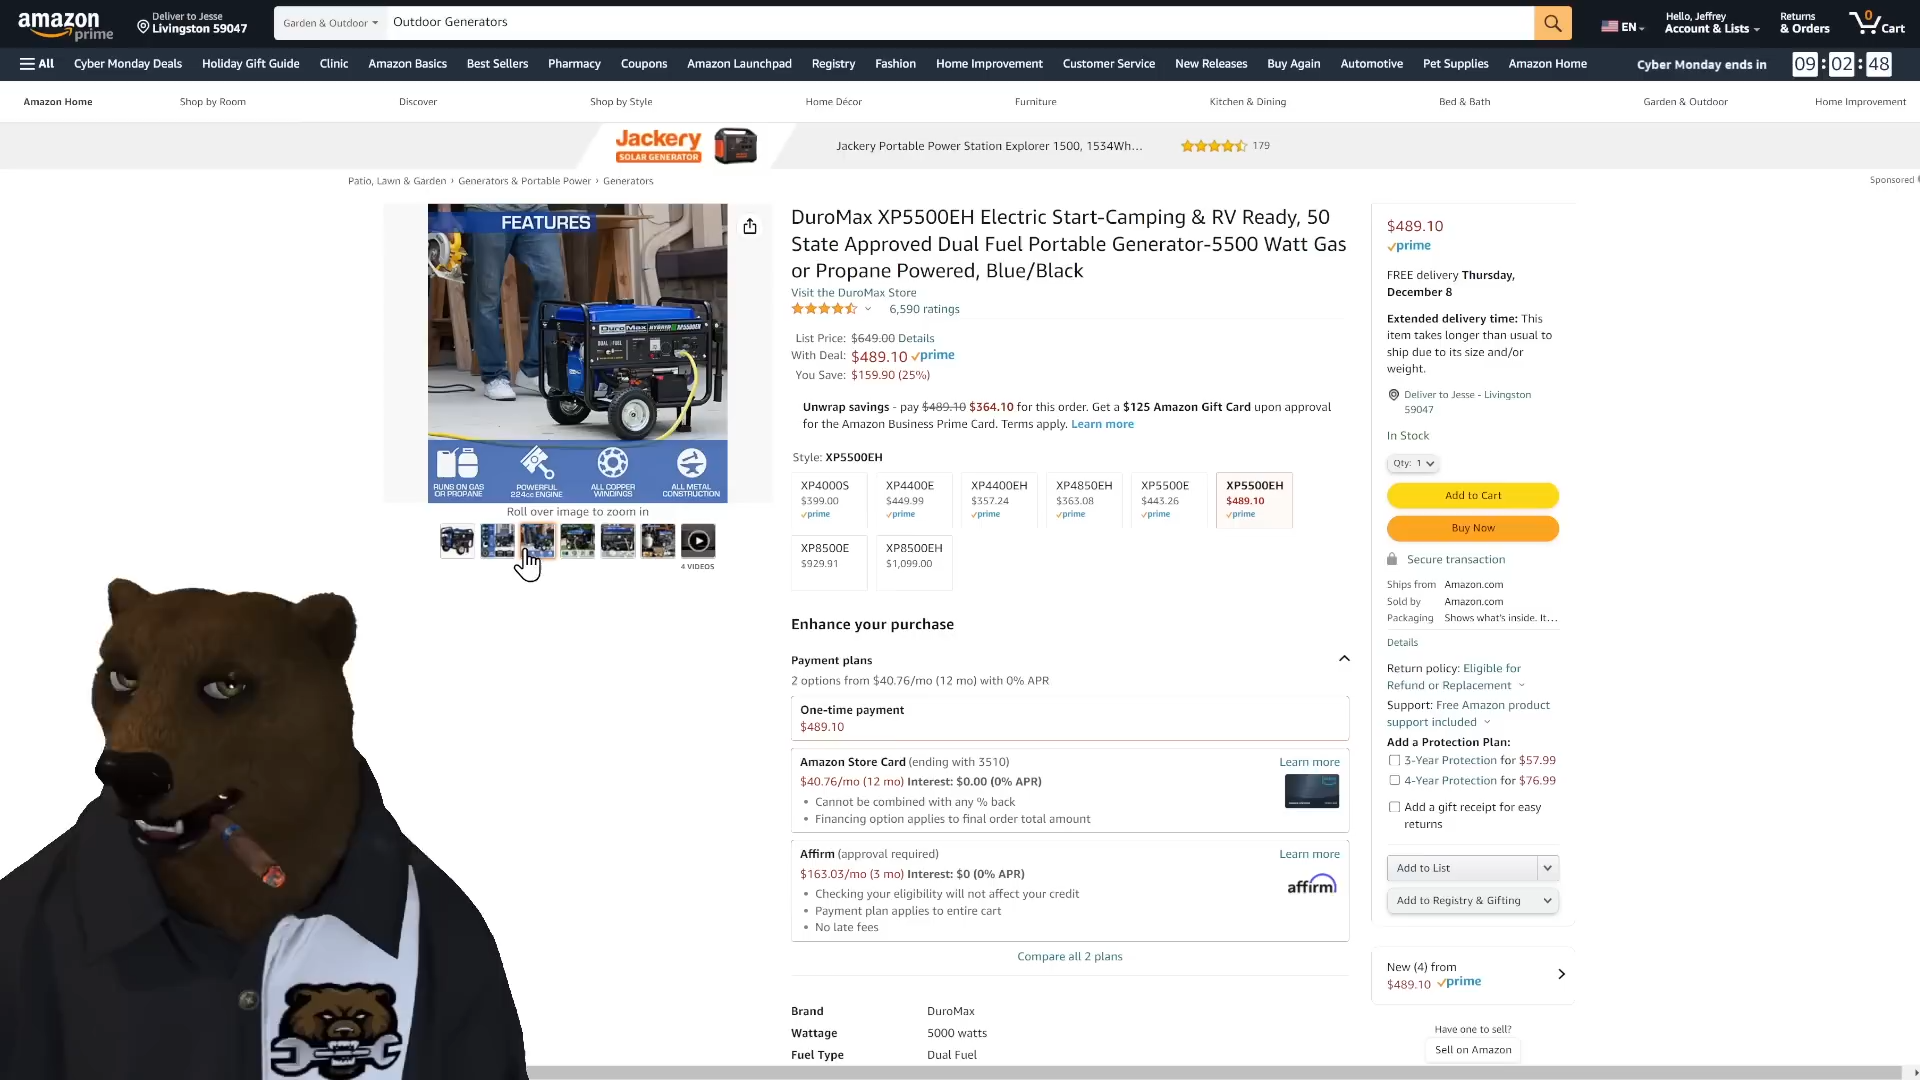 amazon
prime
Deliver to Jesse
Livingston 59047
Garden & Outdoor
Outdoor Generators
EN
Hello, Jeffrey
Account & Lists
Returns
& Orders
0
Cart
All
Cyber Monday Deals
Holiday Gift Guide
Clinic
Amazon Basics
Best Sellers
Pharmacy
Coupons
Amazon Launchpad
Registry
Fashion
Home Improvement
Customer Service
New Releases
Buy Again
Automotive
Pet Supplies
Amazon Home
Cyber Monday ends in
09 : 02 : 48
Amazon Home
Shop by Room
Discover
Shop by Style
Home Décor
Furniture
Kitchen & Dining
Bed & Bath
Garden & Outdoor
Home Improvement
Jackery
SOLAR GENERATOR
Jackery Portable Power Station Explorer 1500, 1534Wh...
179
Sponsored
Patio, Lawn & Garden › Generators & Portable Power › Generators
FEATURES
DuroMax HYBRID XP5500EH
DUAL FUEL
RUNS ON GAS
OR PROPANE
POWERFUL
224cc ENGINE
ALL COPPER
WINDINGS
ALL METAL
CONSTRUCTION
Roll over image to zoom in
4 VIDEOS
DuroMax XP5500EH Electric Start-Camping & RV Ready, 50
State Approved Dual Fuel Portable Generator-5500 Watt Gas
or Propane Powered, Blue/Black
Visit the DuroMax Store
6,590 ratings
List Price: $649.00 Details
With Deal: $489.10 prime
You Save: $159.90 (25%)
Unwrap savings - pay $489.10 $364.10 for this order. Get a $125 Amazon Gift Card upon approval
for the Amazon Business Prime Card. Terms apply. Learn more
Style: XP5500EH
XP4000S
$399.00
prime
XP4400E
$449.99
prime
XP4400EH
$357.24
prime
XP4850EH
$363.08
prime
XP5500E
$443.26
prime
XP5500EH
$489.10
prime
XP8500E
$929.91
XP8500EH
$1,099.00
Enhance your purchase
Payment plans
2 options from $40.76/mo (12 mo) with 0% APR
One-time payment
$489.10
Amazon Store Card (ending with 3510)
Learn more
$40.76/mo (12 mo) Interest: $0.00 (0% APR)
• Cannot be combined with any % back
• Financing option applies to final order total amount
Affirm (approval required)
Learn more
$163.03/mo (3 mo) Interest: $0 (0% APR)
affirm
• Checking your eligibility will not affect your credit
• Payment plan applies to entire cart
• No late fees
Compare all 2 plans
Brand DuroMax
Wattage 5000 watts
Fuel Type Dual Fuel
$489.10
prime
FREE delivery Thursday,
December 8
Extended delivery time: This
item takes longer than usual to
ship due to its size and/or
weight.
Deliver to Jesse - Livingston
59047
In Stock
Qty: 1
Add to Cart
Buy Now
Secure transaction
Ships from Amazon.com
Sold by Amazon.com
Packaging Shows what's inside. It...
Details
Return policy: Eligible for
Refund or Replacement
Support: Free Amazon product
support included
Add a Protection Plan:
3-Year Protection for $57.99
4-Year Protection for $76.99
Add a gift receipt for easy
returns
Add to List
Add to Registry & Gifting
New (4) from
$489.10 prime
Have one to sell?
Sell on Amazon